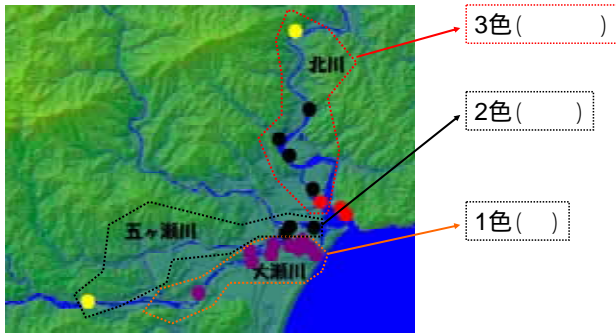 北川
3色(        )
2色(      )
五ヶ瀬川
大瀬川
1色(    )